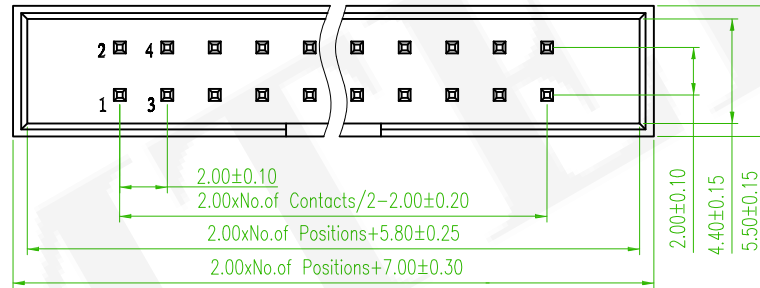 2 4
1 3
2.00±0.10
2.00xNo.of Contacts/2-2.00±0.20
2.00xNo.of Positions+5.80±0.25
2.00xNo.of Positions+7.00±0.30
2.00±0.10
4.40±0.15
5.50±0.15